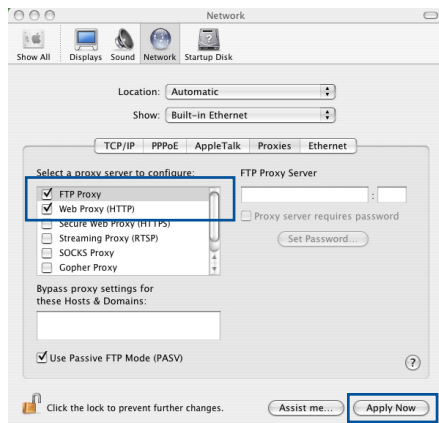 Network
Show All Displays Sound Network Startup Disk
Location: Automatic
Show: Built-in Ethernet
TCP/IP PPPoE AppleTalk Proxies Ethernet
Select a proxy server to configure: FTP Proxy Server
FTP Proxy :
Web Proxy (HTTP) Proxy server requires password
Secure Web Proxy (HTTPS)
Streaming Proxy (RTSP) Set Password...
SOCKS Proxy
Gopher Proxy
Bypass proxy settings for
these Hosts & Domains:
Use Passive FTP Mode (PASV) ?
Click the lock to prevent further changes. Assist me... Apply Now